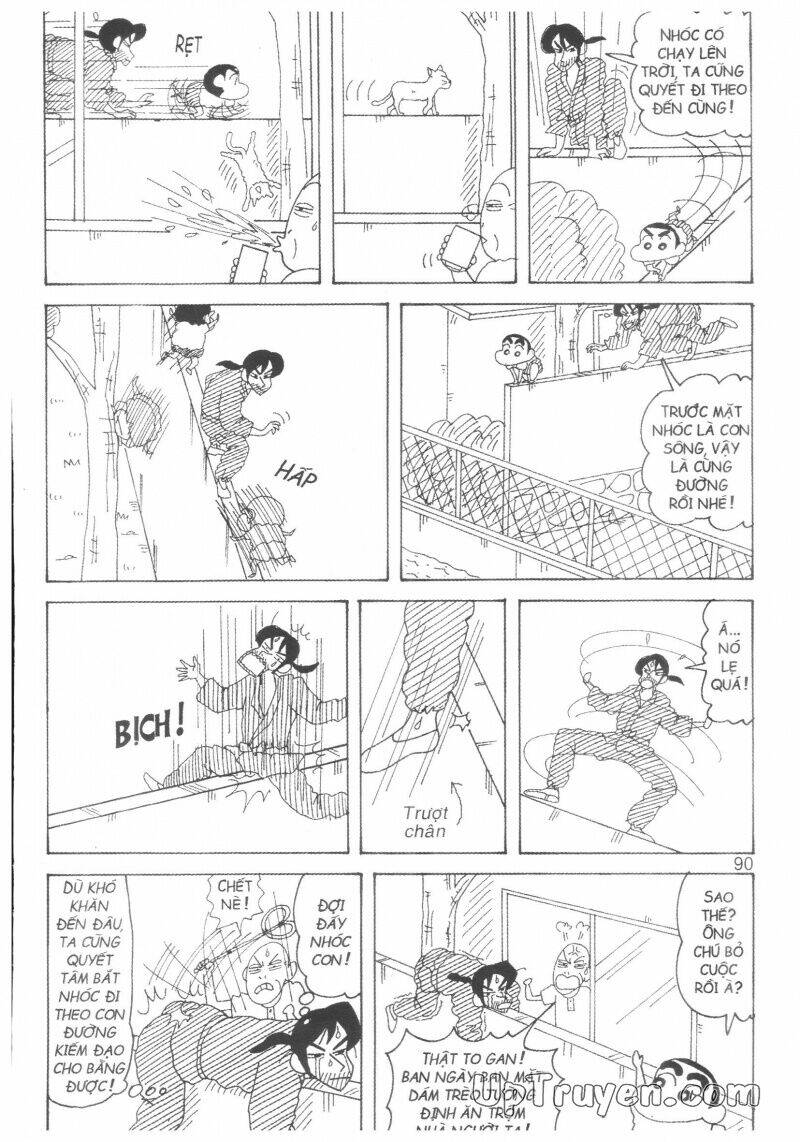 RẸT
NHÓC CÓ
CHẠY LÊN
TRỜI, TA CŨNG
QUYẾT ĐI THEO
ĐẾN CÙNG!
HẤP
TRƯỚC MẶT
NHÓC LÀ CON
SÔNG, VẬY
LÀ CÙNG
ĐƯỜNG
RỒI NHÉ!
BỊCH!
Trượt
chân
Á...
NÓ
LẸ
QUÁ!
90
DÙ KHÓ
KHĂN
ĐẾN ĐÂU,
TA CŨNG
QUYẾT
TÂM BẮT
NHÓC ĐI
THEO CON
ĐƯỜNG
KIẾM ĐẠO
CHO BẰNG
ĐƯỢC!
CHẾT
NÈ!
ĐỢI
ĐẤY
NHÓC
CON!
SAO
THẾ?
ÔNG
CHÚ BỎ
CUỘC
RỒI À?
THẬT TO GAN!
BAN NGÀY BAN MẶT
DÁM TRÈO TƯỜNG
ĐỊNH ĂN TRỘM
NHÀ NGƯỜI TA!
UpTruyen.com